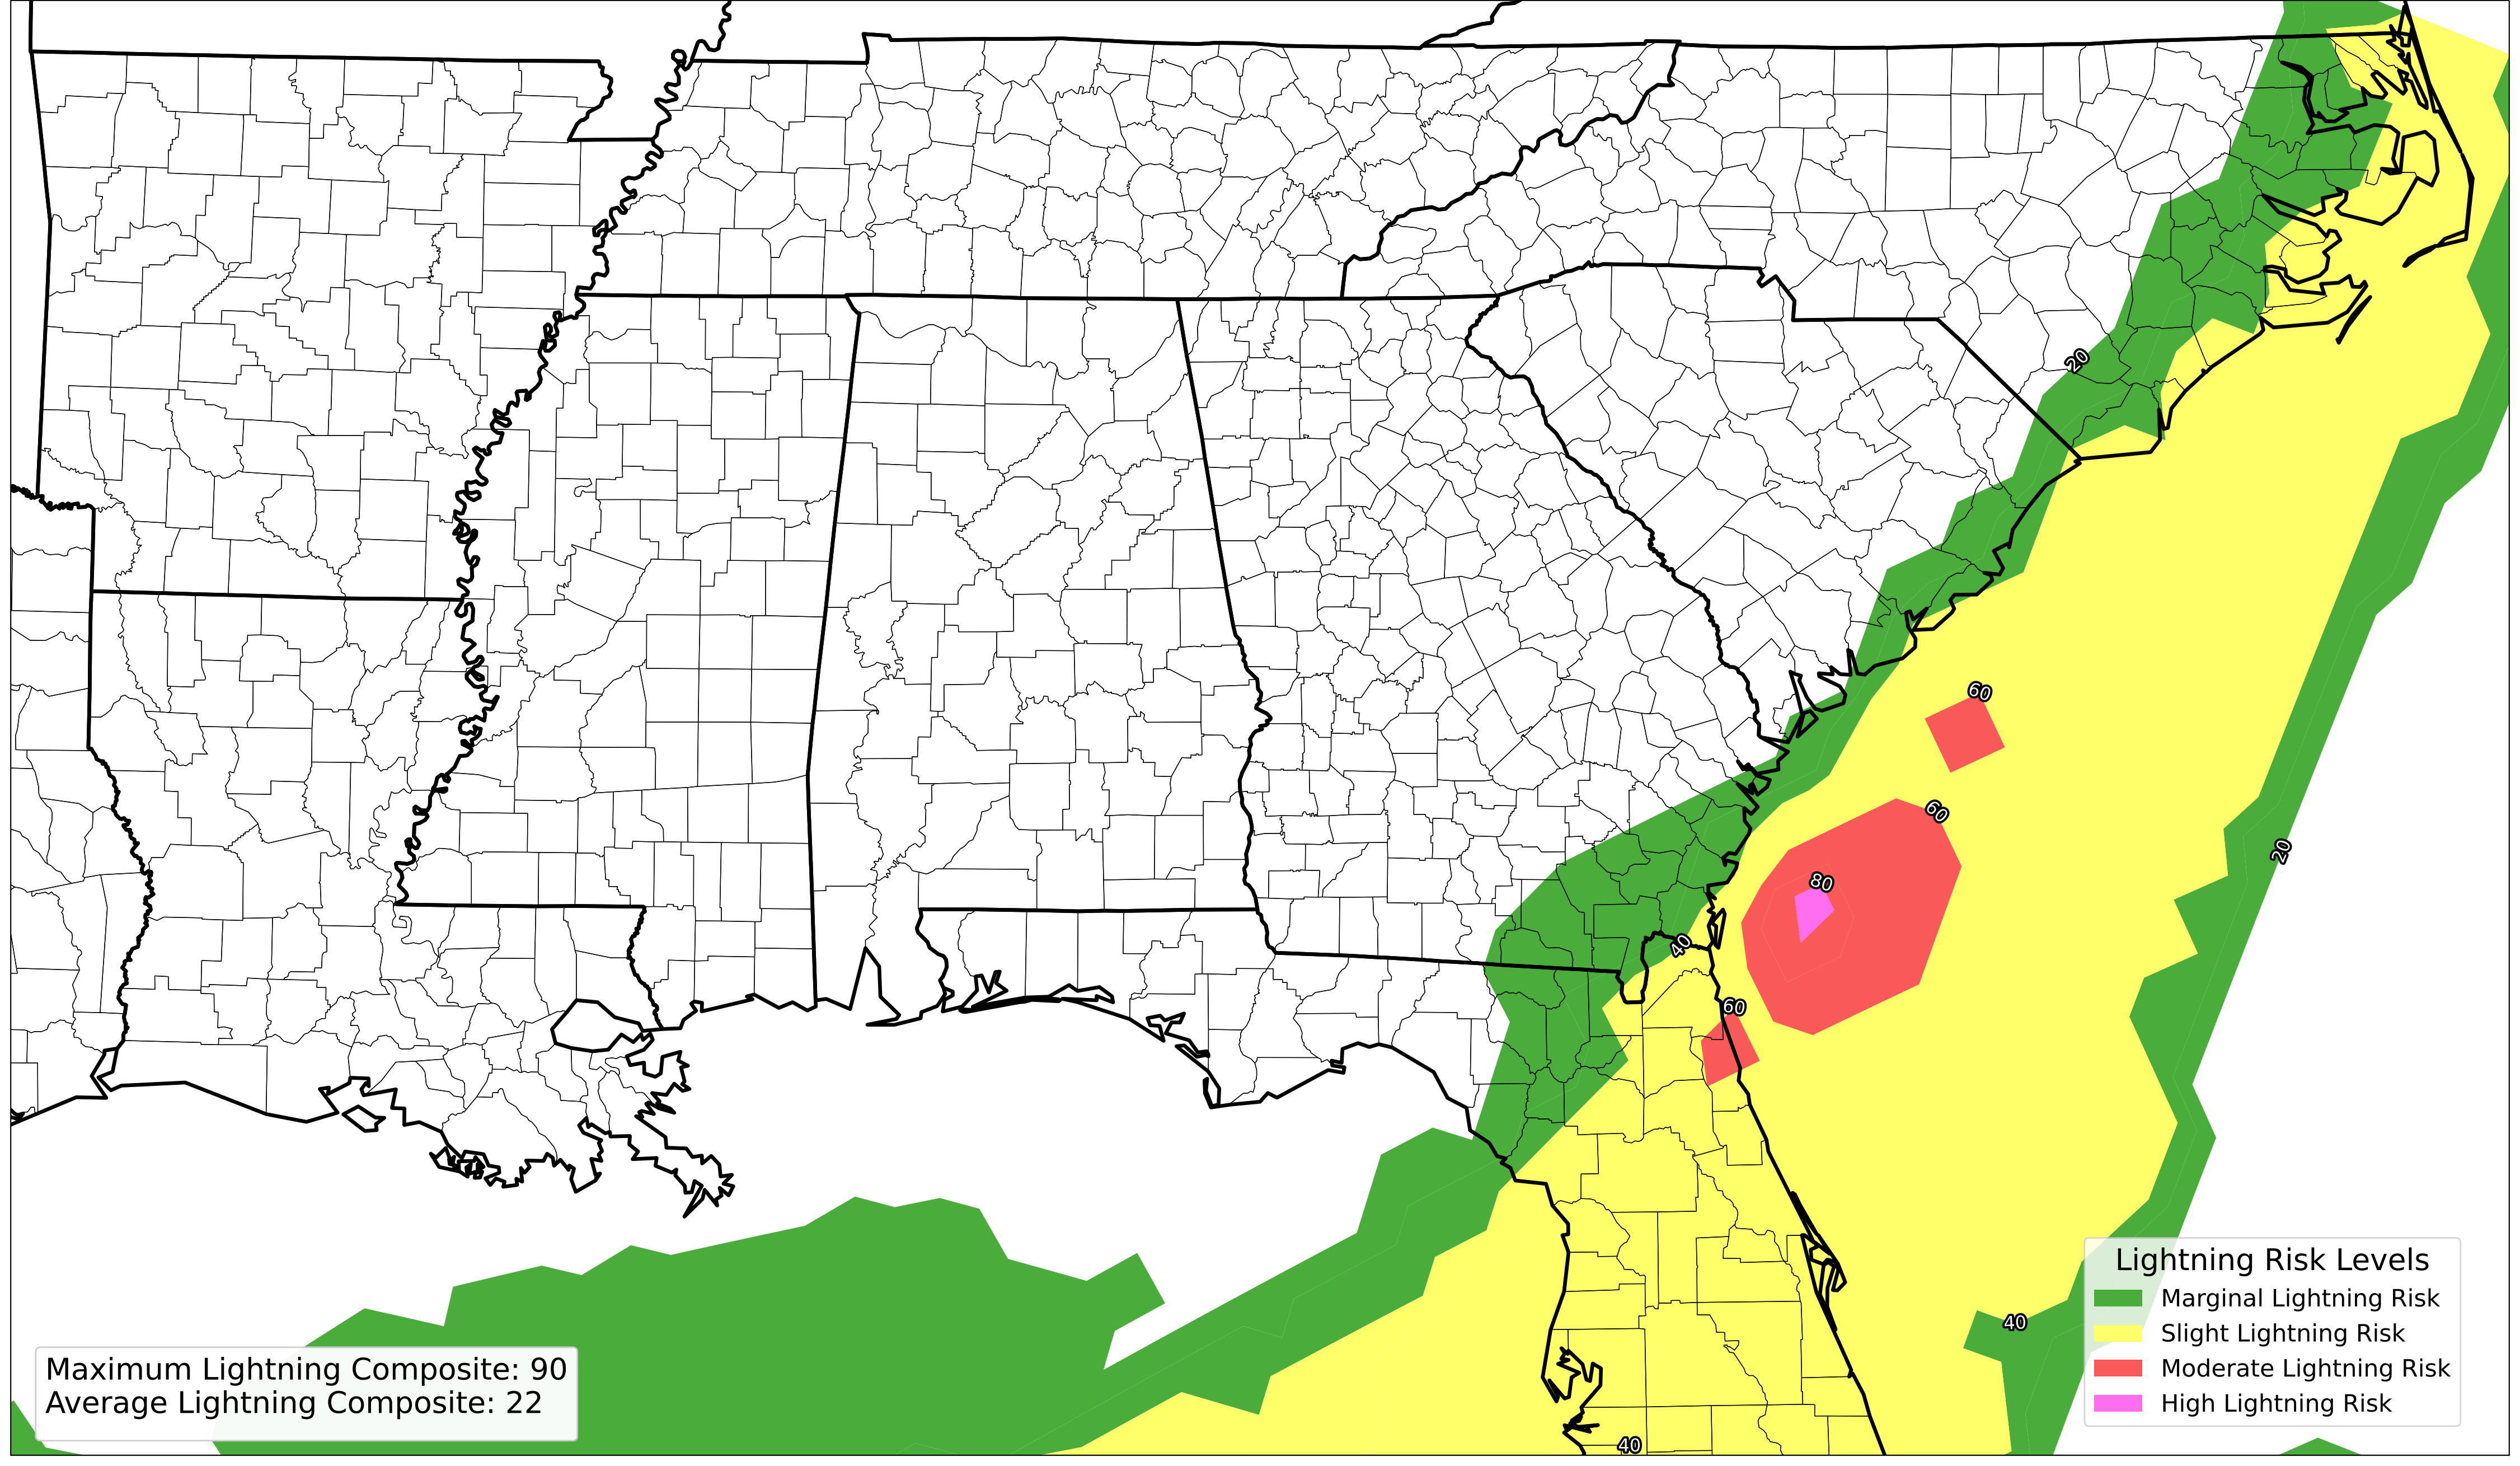 20
60
60
80
20
40
60
40
40
Lightning Risk Levels
Marginal Lightning Risk
Slight Lightning Risk
Moderate Lightning Risk
High Lightning Risk
Maximum Lightning Composite: 90
Average Lightning Composite: 22